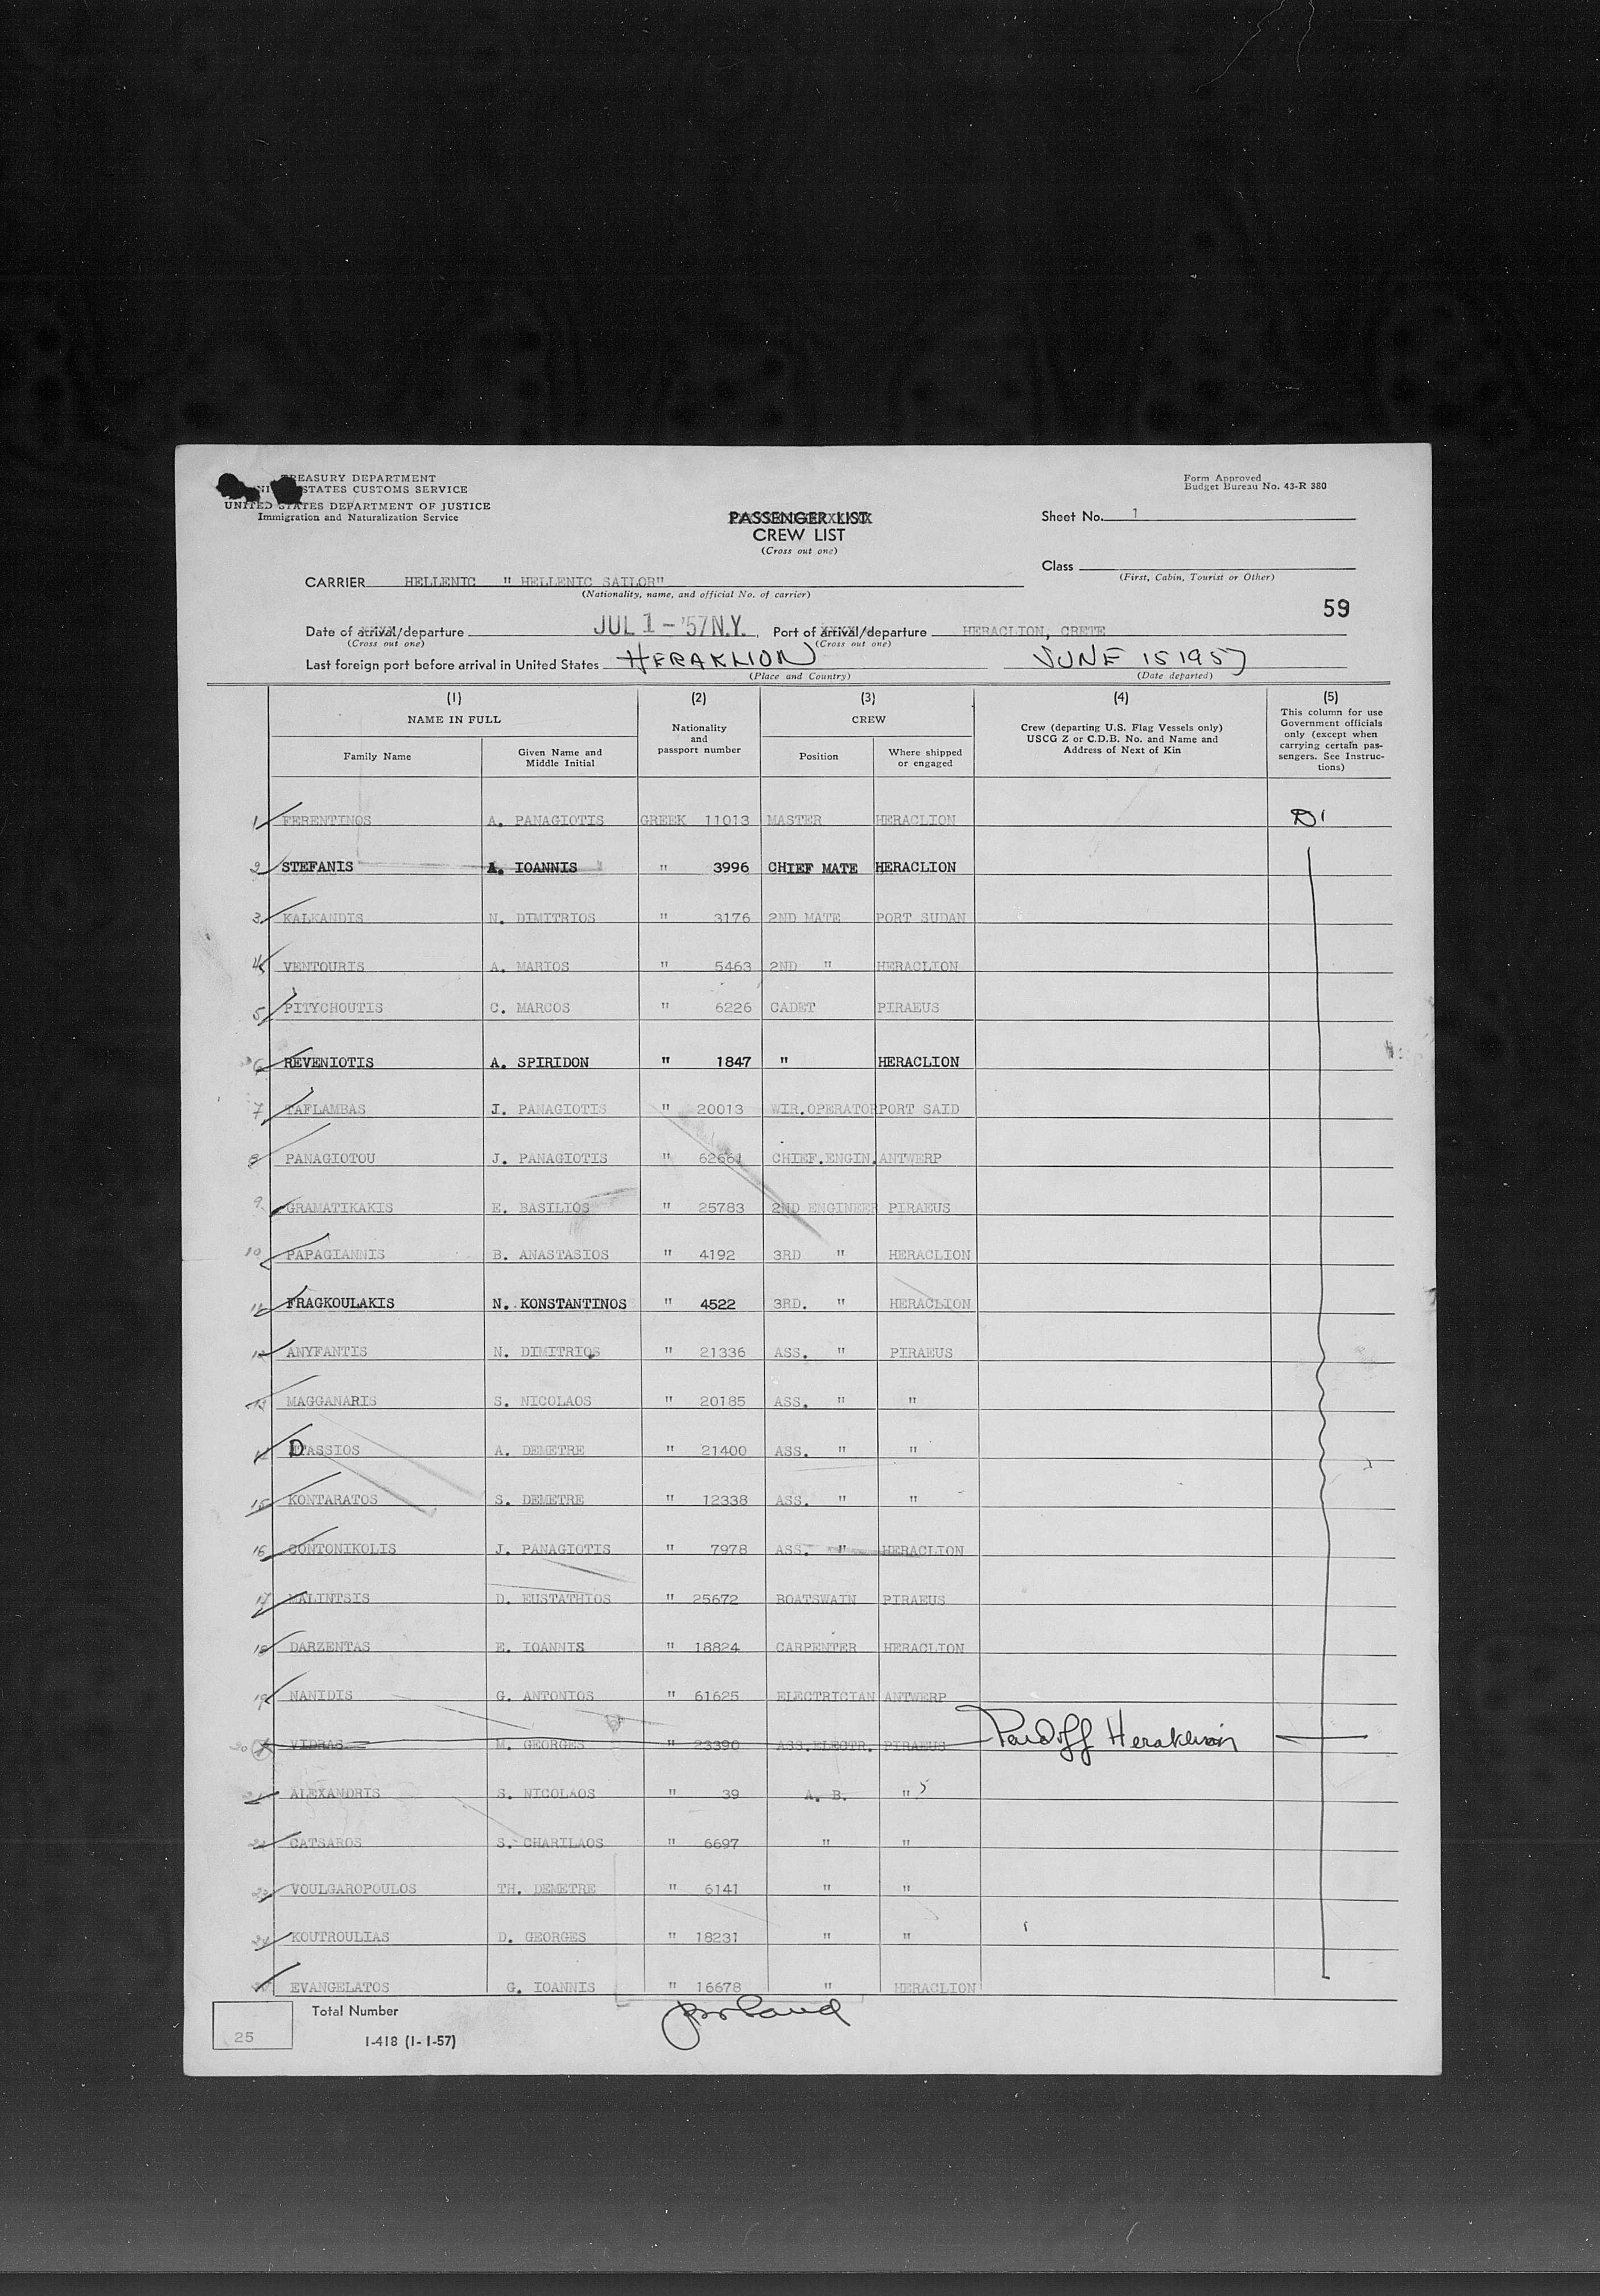 TREASURY DEPARTMENT
STATES CUSTOMS SERVICE
UNITED STATES DEPARTMENT OF JUSTICE
Immigration and Naturalization Service
Form Approved
Budget Bureau No. 43-R 380
PASSENGER LIST
CREW LIST
(Cross out one)
Sheet No. 1
Class
(First, Cabin, Tourist or Other)
CARRIER HELLENIC " HELLENIC SAILOR"
(Nationality, name, and official No. of carrier)
59
Date of arrival/departure JUL 1 - '57 N.Y. Port of arrival/departure HERACLION, CRETE
(Cross out one) (Cross out one)
Last foreign port before arrival in United States HERAKLION JUNE 15 1957
(Place and Country) (Date departed)
(1) (2) (3) (4) (5)
NAME IN FULL Nationality and passport number CREW Crew (departing U.S. Flag Vessels only) USCG Z or C.D.B. No. and Name and Address of Next of Kin This column for use Government officials only (except when carrying certain passengers. See Instructions)
Family Name Given Name and Middle Initial Position Where shipped or engaged
1 FERENTINOS A. PANAGIOTIS GREEK 11013 MASTER HERACLION
2 STEFANIS A. IOANNIS " 3996 CHIEF MATE HERACLION
3 KALKANDIS N. DIMITRIOS " 3176 2ND MATE PORT SUDAN
4 VENTOURIS A. MARIOS " 5463 2ND " HERACLION
5 PITYCHOUTIS C. MARCOS " 6226 CADET PIRAEUS
6 REVENIOTIS A. SPIRIDON " 1847 " HERACLION
7 TAFLAMBAS J. PANAGIOTIS " 20013 WIR.OPERATOR PORT SAID
8 PANAGIOTOU J. PANAGIOTIS " 62661 CHIEF.ENGIN. ANTWERP
9 GRAMATIKAKIS E. BASILIOS " 25783 2ND ENGINEER PIRAEUS
10 PAPAGIANNIS B. ANASTASIOS " 4192 3RD " HERACLION
11 FRAGKOULAKIS N. KONSTANTINOS " 4522 3RD. " HERACLION
12 ANYFANTIS N. DIMITRIOS " 21336 ASS. " PIRAEUS
13 MAGGANARIS S. NICOLAOS " 20185 ASS. " "
14 DASSIOS A. DEMETRE " 21400 ASS. " "
15 KONTARATOS S. DEMETRE " 12338 ASS. " "
16 CONTONIKOLIS J. PANAGIOTIS " 7978 ASS. " HERACLION
17 MALINTSIS D. EUSTATHIOS " 25672 BOATSWAIN PIRAEUS
18 DARZENTAS E. IOANNIS " 18824 CARPENTER HERACLION
19 NANIDIS G. ANTONIOS " 61625 ELECTRICIAN ANTWERP
20 VIDRAS M. GEORGES " 23390 ASS.ELECTR. PIRAEUS Paid off Heraklion
21 ALEXANDRIS S. NICOLAOS " 39 A. B. "
22 CATSAROS S. CHARILAOS " 6697 " "
23 VOULGAROPOULOS TH. DEMETRE " 6141 " "
24 KOUTROULIAS D. GEORGES " 18231 " "
EVANGELATOS G. IOANNIS " 16678 " HERACLION
25 Total Number
I-418 (1-1-57)